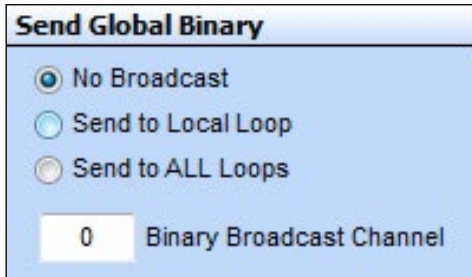 Send Global Binary
No Broadcast
Send to Local Loop
Send to ALL Loops
0 Binary Broadcast Channel